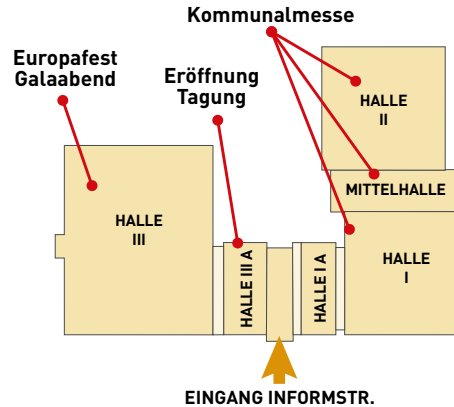 Kommunalmesse
Europafest
Galaabend
Eröffnung
Tagung
HALLE
II
MITTELHALLE
HALLE
III
HALLE III A
HALLE I A
HALLE
I
EINGANG INFORMSTR.